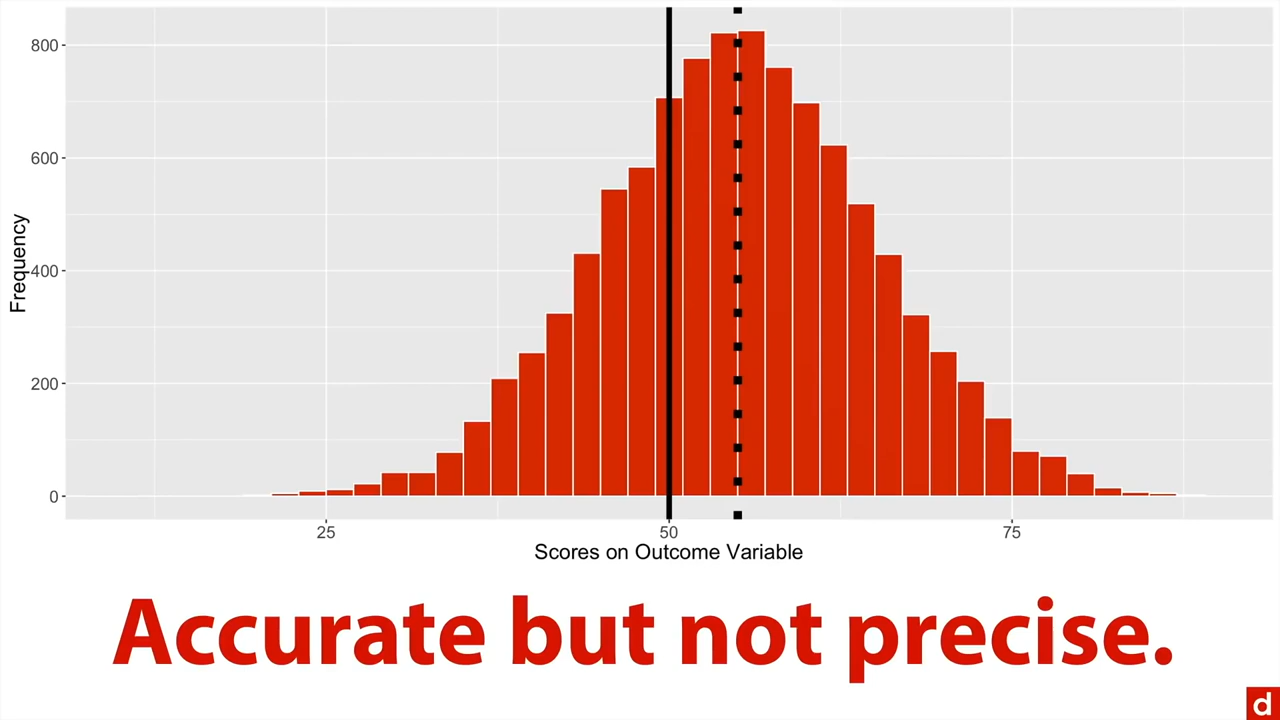 800
600
400
200
0
Frequency
25 50 75
Scores on Outcome Variable
Accurate but not precise.
d